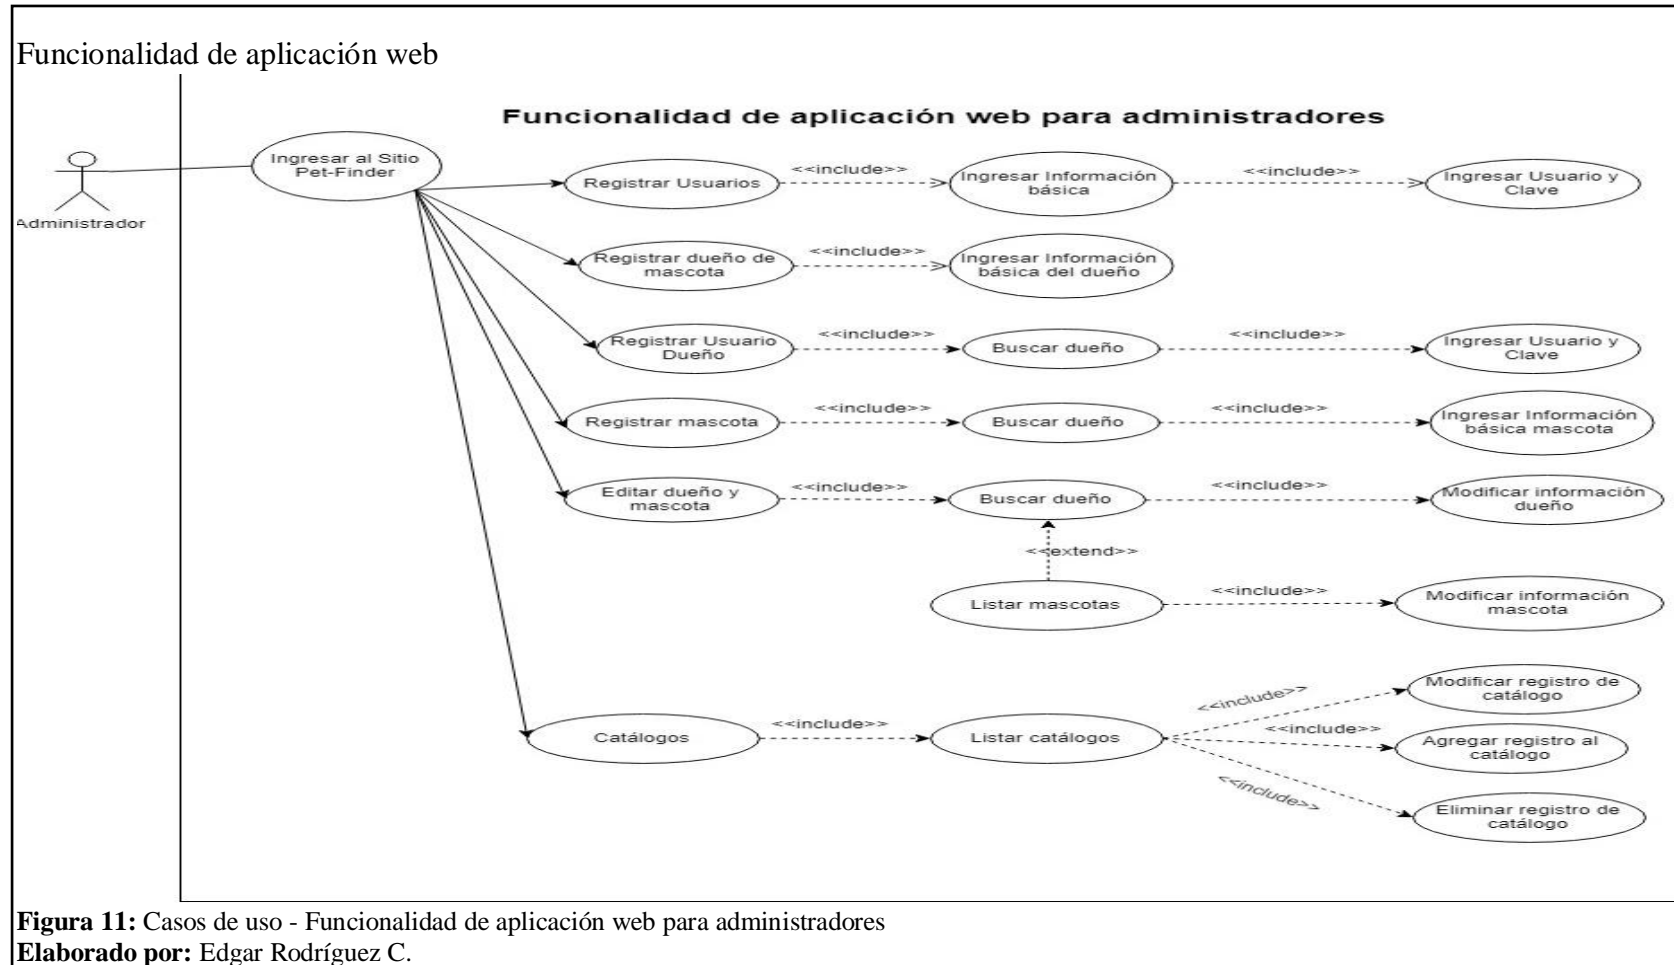 Funcionalidad de aplicación web
Funcionalidad de aplicación web para administradores
Administrador
Ingresar al Sitio
Pet-Finder
Registrar Usuarios
<<include>>
Ingresar Información
básica
<<include>>
Ingresar Usuario y
Clave
Registrar dueño de
mascota
<<include>>
Ingresar Información
básica del dueño
Registrar Usuario
Dueño
<<include>>
Buscar dueño
<<include>>
Ingresar Usuario y
Clave
Registrar mascota
<<include>>
Buscar dueño
<<include>>
Ingresar Información
básica mascota
Editar dueño y
mascota
<<include>>
Buscar dueño
<<include>>
Modificar información
dueño
<<extend>>
Listar mascotas
<<include>>
Modificar información
mascota
Catálogos
<<include>>
Listar catálogos
<<include>>
Modificar registro de
catálogo
<<include>>
Agregar registro al
catálogo
<<include>>
Eliminar registro de
catálogo
Figura 11: Casos de uso - Funcionalidad de aplicación web para administradores
Elaborado por: Edgar Rodríguez C.